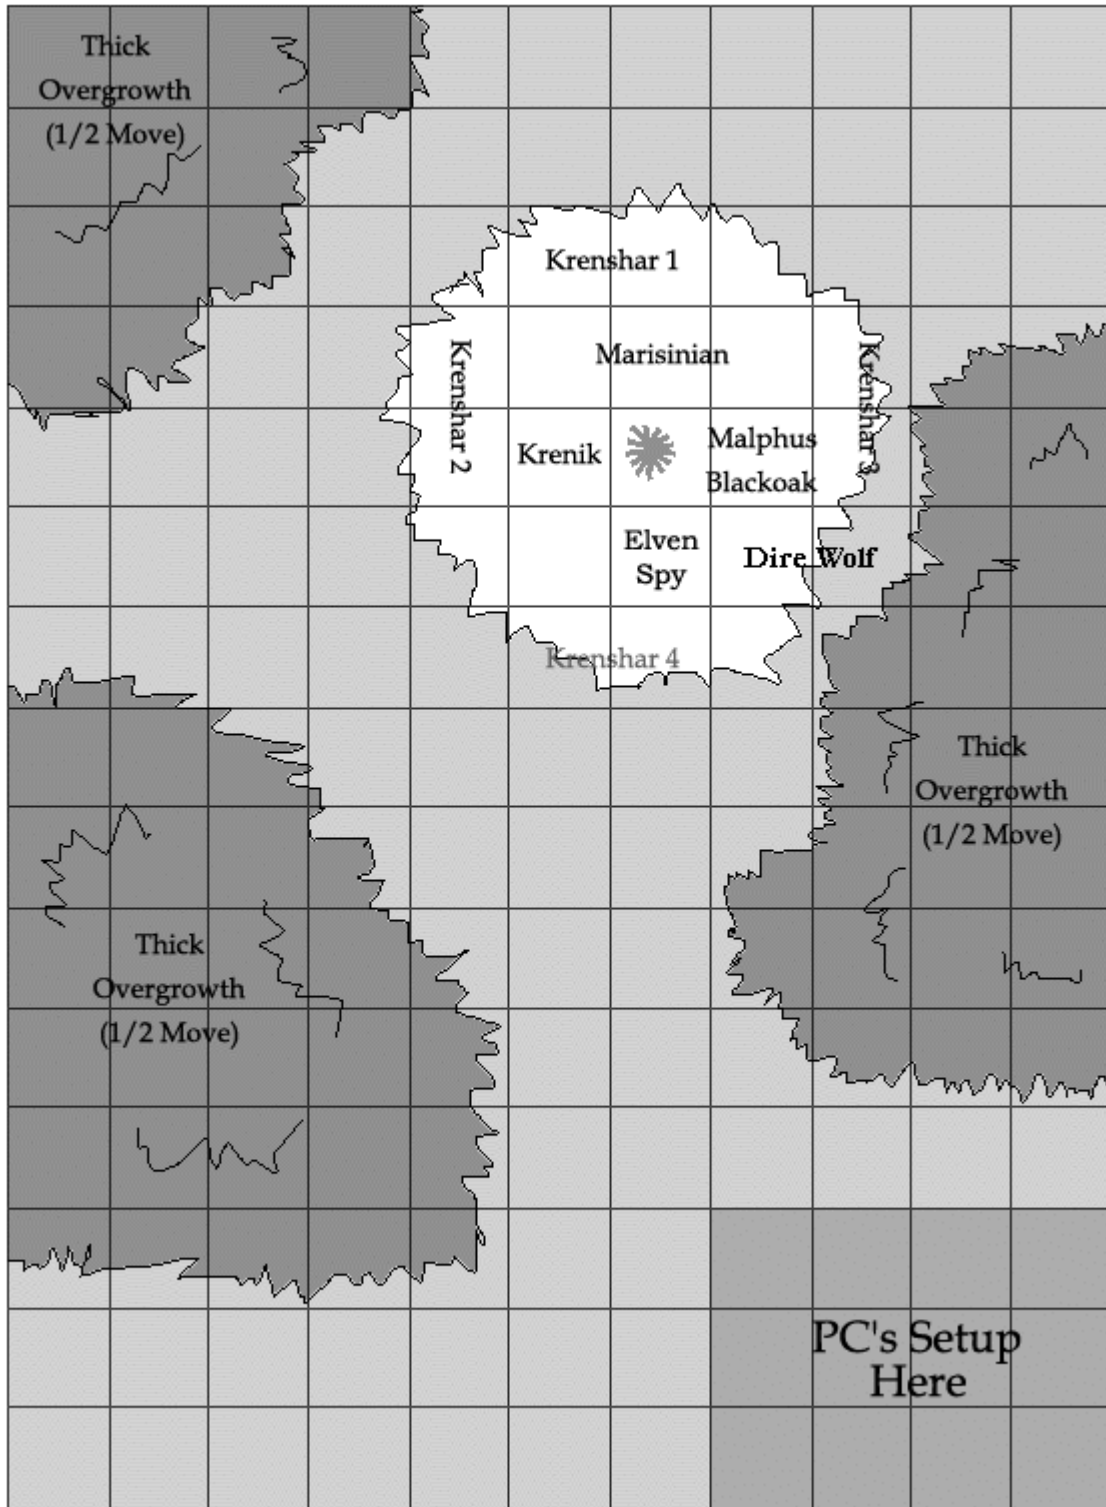 Thick
Overgrowth
(1/2 Move)
Krenshar 1
Krenshar 2
Marisinian
Krenshar 3
Krenik
Malphus
Blackoak
Elven
Spy
Dire Wolf
Krenshar 4
Thick
Overgrowth
(1/2 Move)
Thick
Overgrowth
(1/2 Move)
PC's Setup
Here